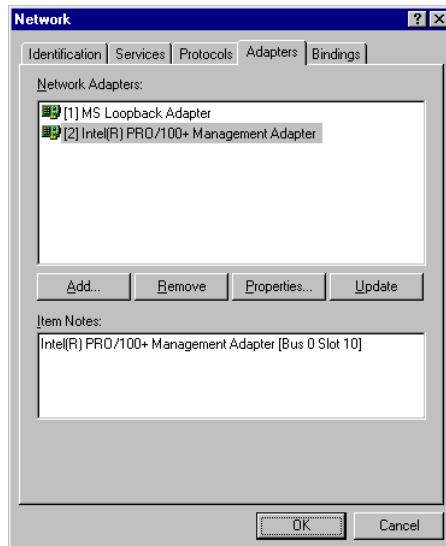 Network
Identification Services Protocols Adapters Bindings
Network Adapters:
[1] MS Loopback Adapter
[2] Intel(R) PRO/100+ Management Adapter
Add... Remove Properties... Update
Item Notes:
Intel(R) PRO/100+ Management Adapter [Bus 0 Slot 10]
OK Cancel